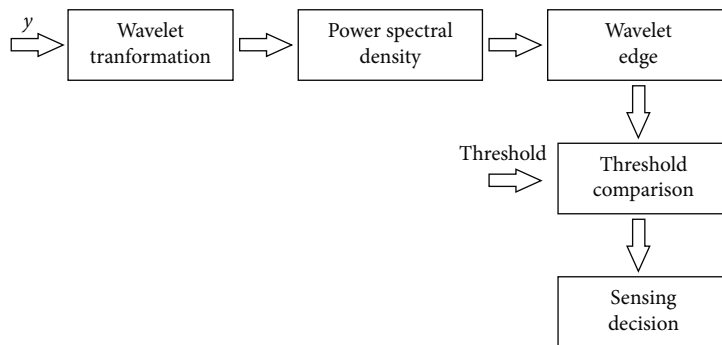 y
Wavelet
tranformation
Power spectral
density
Wavelet
edge
Threshold
Threshold
comparison
Sensing
decision